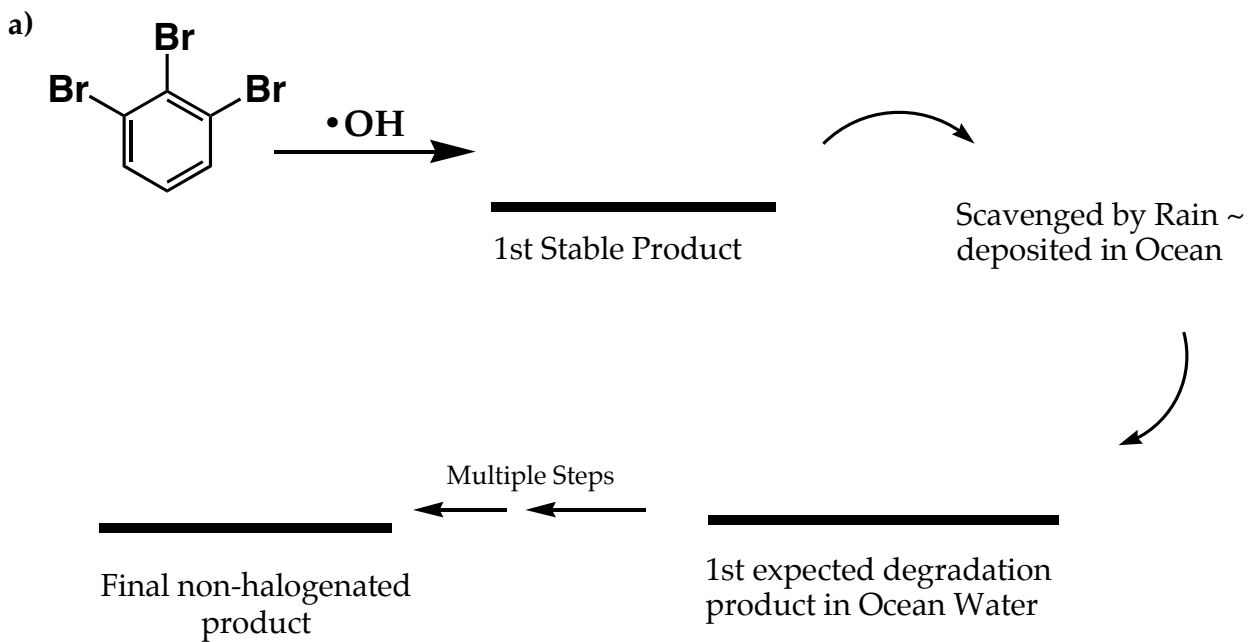 a)
Br
Br
Br
•OH
1st Stable Product
Scavenged by Rain ~
deposited in Ocean
Multiple Steps
Final non-halogenated
product
1st expected degradation
product in Ocean Water